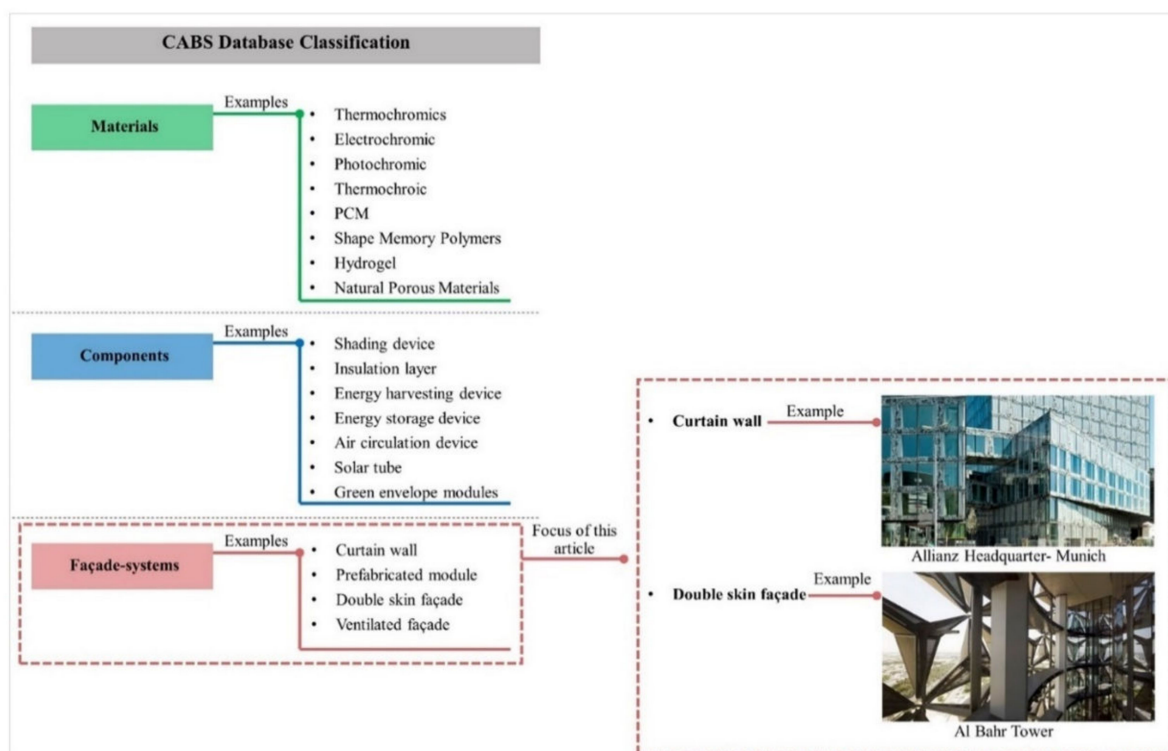 CABS Database Classification
Materials
Examples
• Thermochromics
• Electrochromic
• Photochromic
• Thermochroic
• PCM
• Shape Memory Polymers
• Hydrogel
• Natural Porous Materials
Components
Examples
• Shading device
• Insulation layer
• Energy harvesting device
• Energy storage device
• Air circulation device
• Solar tube
• Green envelope modules
Façade-systems
Examples
• Curtain wall
• Prefabricated module
• Double skin façade
• Ventilated façade
Focus of this
article
• Curtain wall
Example
Allianz Headquarter- Munich
• Double skin façade
Example
Al Bahr Tower